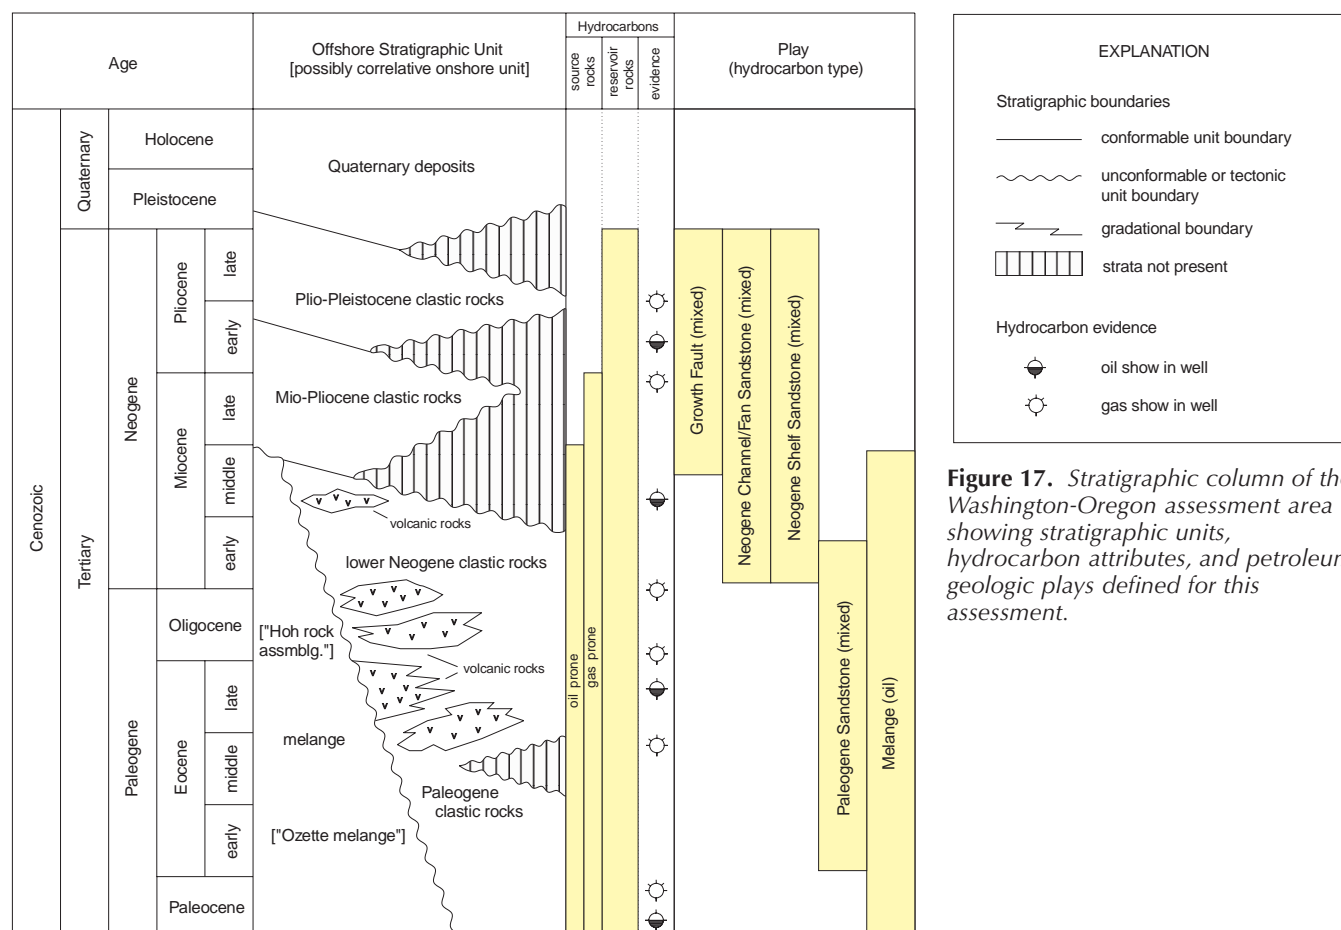 Age
Offshore Stratigraphic Unit
[possibly correlative onshore unit]
Hydrocarbons
source
rocks
reservoir
rocks
evidence
Play
(hydrocarbon type)
Cenozoic
Quaternary
Tertiary
Neogene
Paleogene
Holocene
Pleistocene
Pliocene
late
early
Miocene
late
middle
early
Oligocene
Eocene
late
middle
early
Paleocene
Quaternary deposits
Plio-Pleistocene clastic rocks
Mio-Pliocene clastic rocks
volcanic rocks
lower Neogene clastic rocks
["Hoh rock
assmblg."]
volcanic rocks
melange
Paleogene
clastic rocks
["Ozette melange"]
oil prone
gas prone
Growth Fault (mixed)
Neogene Channel/Fan Sandstone (mixed)
Neogene Shelf Sandstone (mixed)
Paleogene Sandstone (mixed)
Melange (oil)
EXPLANATION
Stratigraphic boundaries
conformable unit boundary
unconformable or tectonic
unit boundary
gradational boundary
strata not present
Hydrocarbon evidence
oil show in well
gas show in well
Figure 17. Stratigraphic column of the
Washington-Oregon assessment area
showing stratigraphic units,
hydrocarbon attributes, and petroleum
geologic plays defined for this
assessment.